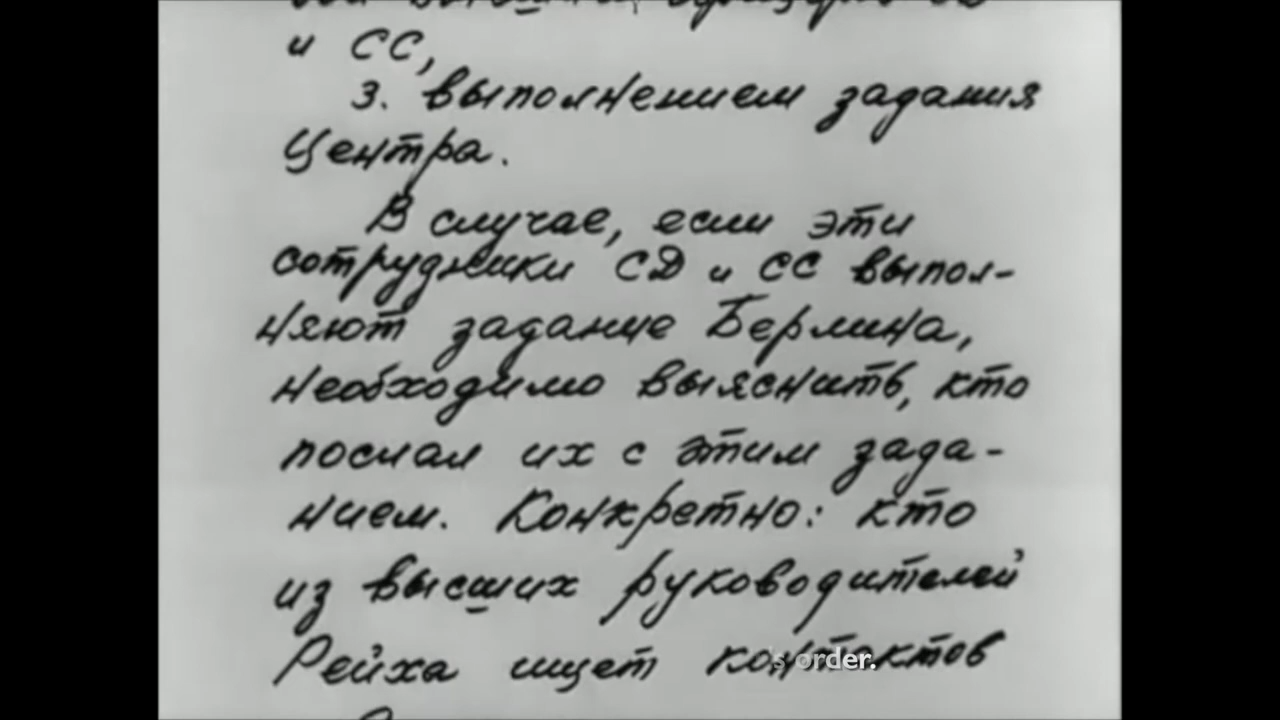 и СС,
3. выполнением задания
Центра.
В случае, если эти
сотрудники СД и СС выпол-
няют задание Берлина,
необходимо выяснить, кто
послал их с этим зада-
нием. Конкретно: кто
из высших руководителей
Рейха ищет контактов
's order.